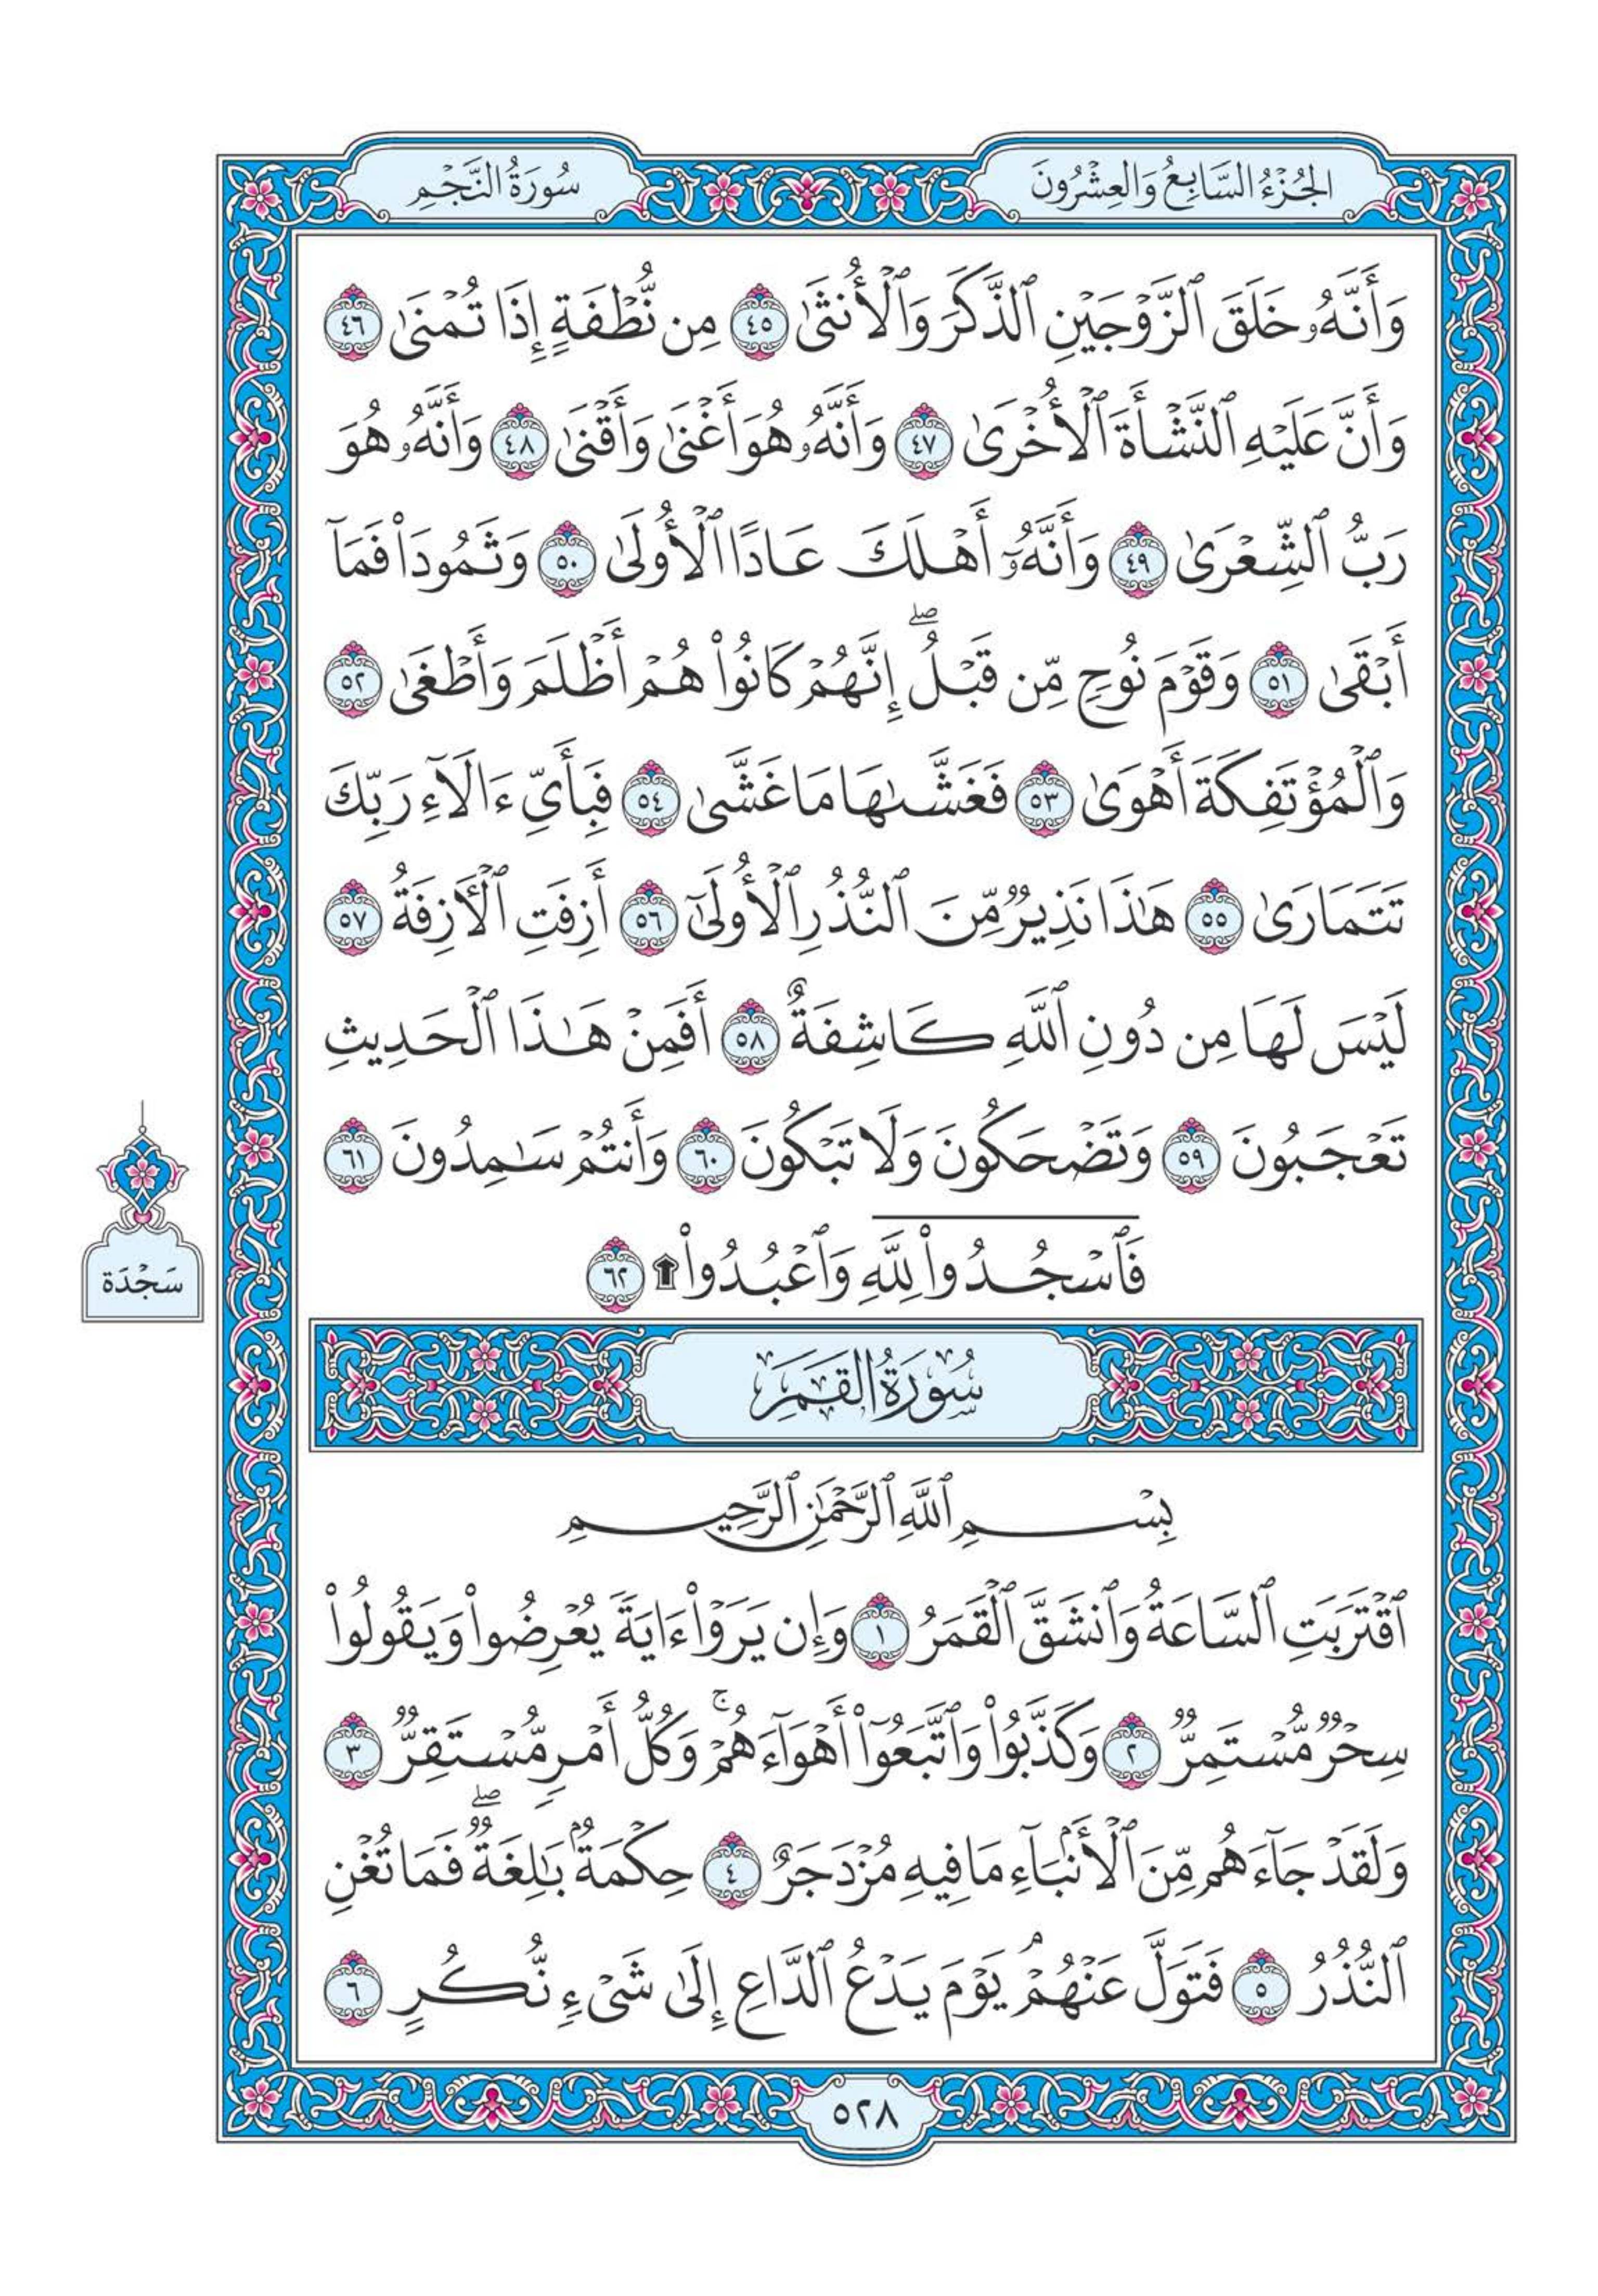 الجُزْءُ السَّابِعُ وَالعِشْرُونَ
سُورَةُ النَّجْمِ
وَأَنَّهُۥ خَلَقَ ٱلزَّوْجَيْنِ ٱلذَّكَرَ وَٱلْأُنثَىٰ ٤٥ مِن نُّطْفَةٍ إِذَا تُمْنَىٰ ٤٦
وَأَنَّ عَلَيْهِ ٱلنَّشْأَةَ ٱلْأُخْرَىٰ ٤٧ وَأَنَّهُۥ هُوَ أَغْنَىٰ وَأَقْنَىٰ ٤٨ وَأَنَّهُۥ هُوَ
رَبُّ ٱلشِّعْرَىٰ ٤٩ وَأَنَّهُۥٓ أَهْلَكَ عَادًا ٱلْأُولَىٰ ٥٠ وَثَمُودَا۟ فَمَآ
أَبْقَىٰ ٥١ وَقَوْمَ نُوحٍ مِّن قَبْلُ ۖ إِنَّهُمْ كَانُوا۟ هُمْ أَظْلَمَ وَأَطْغَىٰ ٥٢
وَٱلْمُؤْتَفِكَةَ أَهْوَىٰ ٥٣ فَغَشَّىٰهَا مَا غَشَّىٰ ٥٤ فَبِأَىِّ ءَالَآءِ رَبِّكَ
تَتَمَارَىٰ ٥٥ هَٰذَا نَذِيرٌ مِّنَ ٱلنُّذُرِ ٱلْأُولَىٰٓ ٥٦ أَزِفَتِ ٱلْءَازِفَةُ ٥٧
لَيْسَ لَهَا مِن دُونِ ٱللَّهِ كَاشِفَةٌ ٥٨ أَفَمِنْ هَٰذَا ٱلْحَدِيثِ
تَعْجَبُونَ ٥٩ وَتَضْحَكُونَ وَلَا تَبْكُونَ ٦٠ وَأَنتُمْ سَٰمِدُونَ ٦١
فَٱسْجُدُوا۟ لِلَّهِ وَٱعْبُدُوا۟ ۩ ٦٢
سَجْدَة
سُورَةُ القَمَرِ
بِسْمِ ٱللَّهِ ٱلرَّحْمَٰنِ ٱلرَّحِيمِ
ٱقْتَرَبَتِ ٱلسَّاعَةُ وَٱنشَقَّ ٱلْقَمَرُ ١ وَإِن يَرَوْا۟ ءَايَةً يُعْرِضُوا۟ وَيَقُولُوا۟
سِحْرٌ مُّسْتَمِرٌّ ٢ وَكَذَّبُوا۟ وَٱتَّبَعُوٓا۟ أَهْوَآءَهُمْ ۚ وَكُلُّ أَمْرٍ مُّسْتَقِرٌّ ٣
وَلَقَدْ جَآءَهُم مِّنَ ٱلْأَنۢبَآءِ مَا فِيهِ مُزْدَجَرٌ ٤ حِكْمَةٌۢ بَٰلِغَةٌ ۖ فَمَا تُغْنِ
ٱلنُّذُرُ ٥ فَتَوَلَّ عَنْهُمْ ۘ يَوْمَ يَدْعُ ٱلدَّاعِ إِلَىٰ شَىْءٍ نُّكُرٍ ٦
٥٢٨